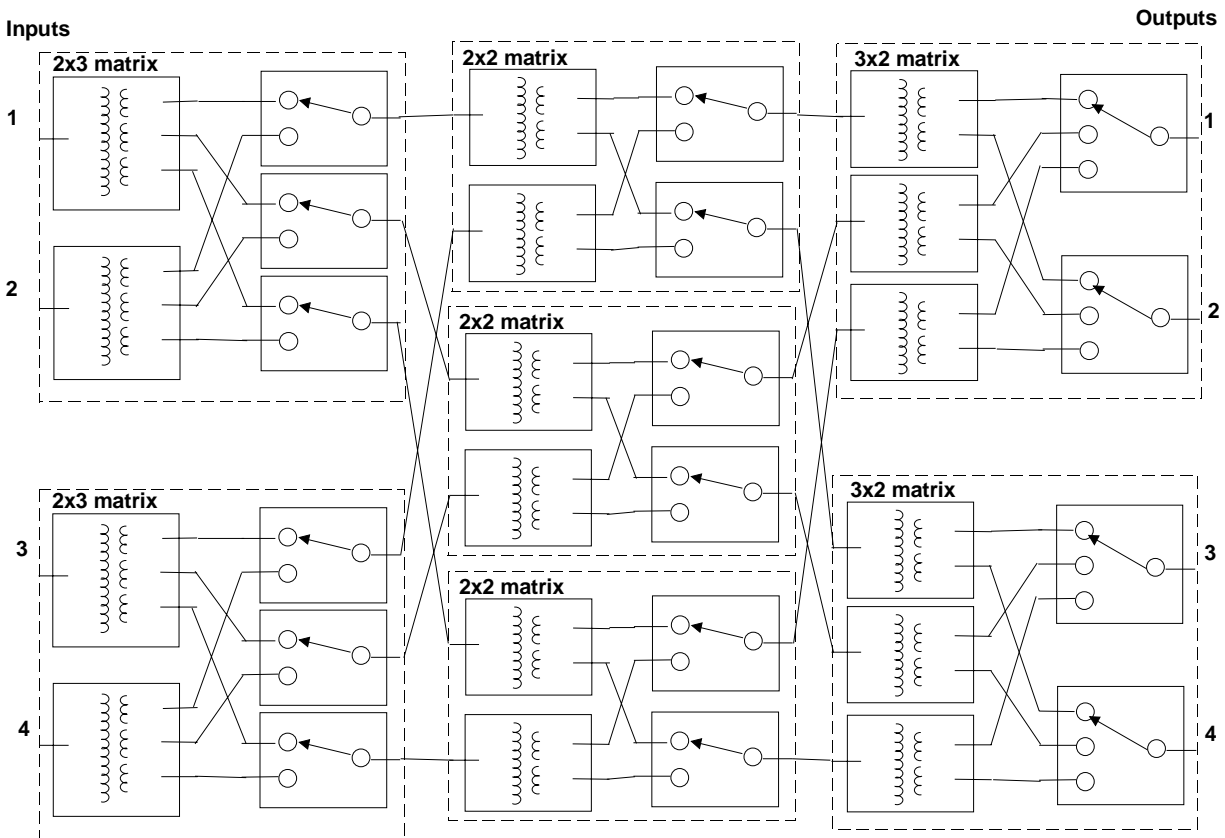 Inputs
Outputs
2x3 matrix
2x2 matrix
3x2 matrix
1
1
2
2
2x2 matrix
2x3 matrix
3x2 matrix
3
3
2x2 matrix
4
4